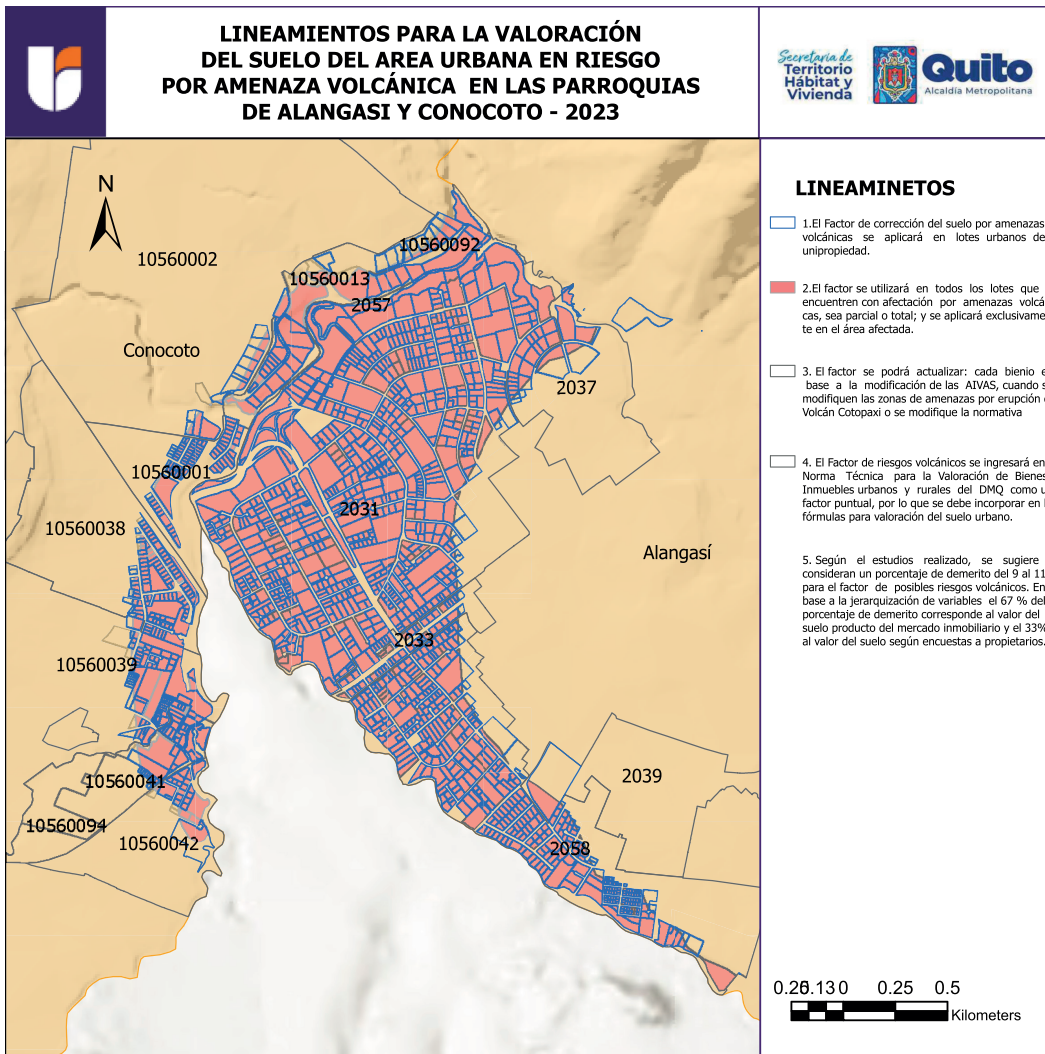 LINEAMIENTOS PARA LA VALORACIÓN
DEL SUELO DEL AREA URBANA EN RIESGO
POR AMENAZA VOLCÁNICA EN LAS PARROQUIAS
DE ALANGASI Y CONOCOTO - 2023
Secretaría de
Territorio
Hábitat y
Vivienda
Quito
Alcaldía Metropolitana
N
10560002
10560092
10560013
2057
Conocoto
2037
10560001
2031
10560038
Alangasí
2033
10560039
2039
10560041
10560094
10560042
2058
LINEAMINETOS
1.El Factor de corrección del suelo por amenazas
volcánicas se aplicará en lotes urbanos de
unipropiedad.
2.El factor se utilizará en todos los lotes que
encuentren con afectación por amenazas volcá
cas, sea parcial o total; y se aplicará exclusivame
te en el área afectada.
3. El factor se podrá actualizar: cada bienio e
base a la modificación de las AIVAS, cuando s
modifiquen las zonas de amenazas por erupción
Volcán Cotopaxi o se modifique la normativa
4. El Factor de riesgos volcánicos se ingresará en
Norma Técnica para la Valoración de Bienes
Inmuebles urbanos y rurales del DMQ como u
factor puntual, por lo que se debe incorporar en l
fórmulas para valoración del suelo urbano.
5. Según el estudios realizado, se sugiere
consideran un porcentaje de demerito del 9 al 11
para el factor de posibles riesgos volcánicos. En
base a la jerarquización de variables el 67 % del
porcentaje de demerito corresponde al valor del
suelo producto del mercado inmobiliario y el 33%
al valor del suelo según encuestas a propietarios.
0.25 0.13 0 0.25 0.5
Kilometers